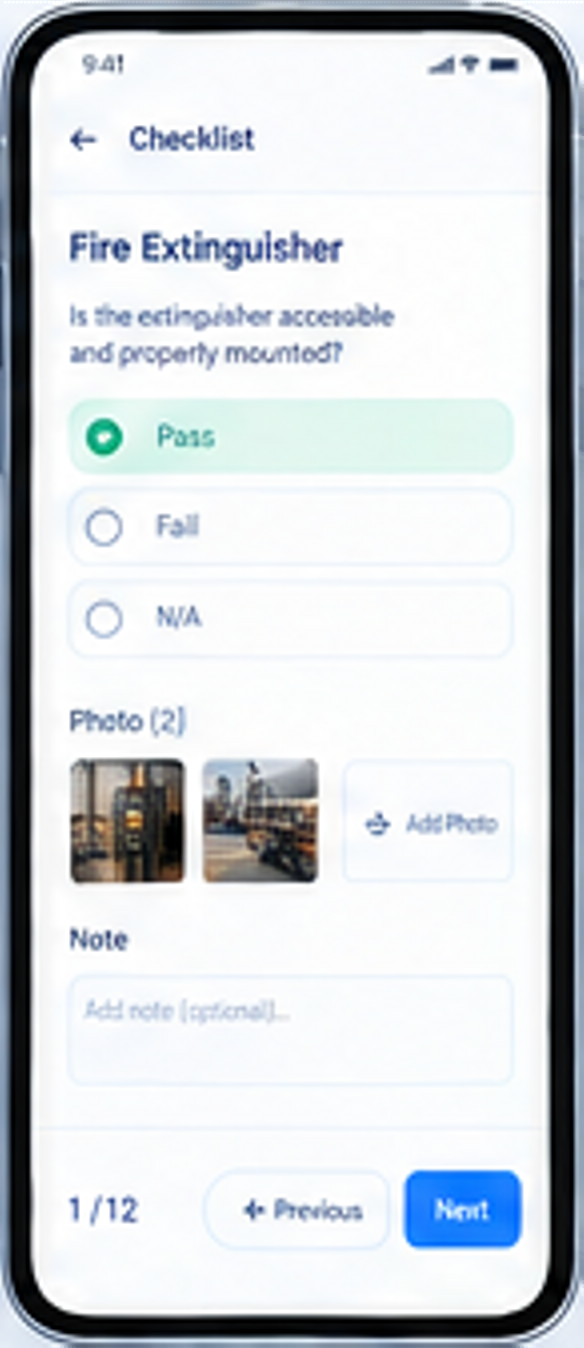 9:41
Checklist
Fire Extinguisher
Is the extinguisher accessible
and properly mounted?
Pass
Fail
N/A
Photo (2)
Add Photo
Note
Add note (optional)...
1 / 12
Previous
Next